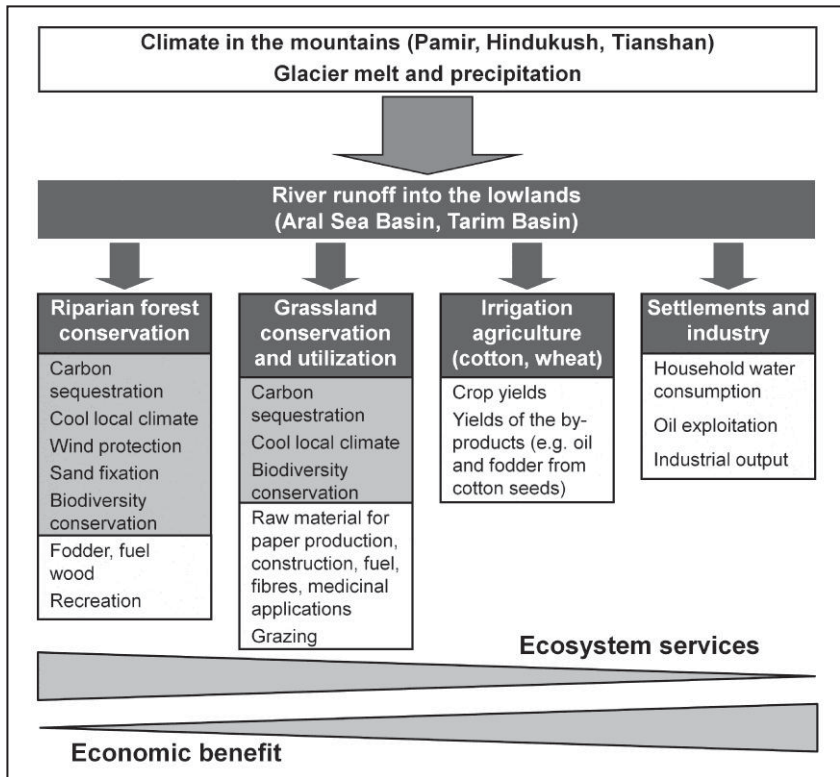 Climate in the mountains (Pamir, Hindukush, Tianshan)
Glacier melt and precipitation
River runoff into the lowlands
(Aral Sea Basin, Tarim Basin)
Riparian forest
conservation
Carbon
sequestration
Cool local climate
Wind protection
Sand fixation
Biodiversity
conservation
Fodder, fuel
wood
Recreation
Grassland
conservation
and utilization
Carbon
sequestration
Cool local climate
Biodiversity
conservation
Raw material for
paper production,
construction, fuel,
fibres, medicinal
applications
Grazing
Irrigation
agriculture
(cotton, wheat)
Crop yields
Yields of the by-
products (e.g. oil
and fodder from
cotton seeds)
Settlements and
industry
Household water
consumption
Oil exploitation
Industrial output
Ecosystem services
Economic benefit